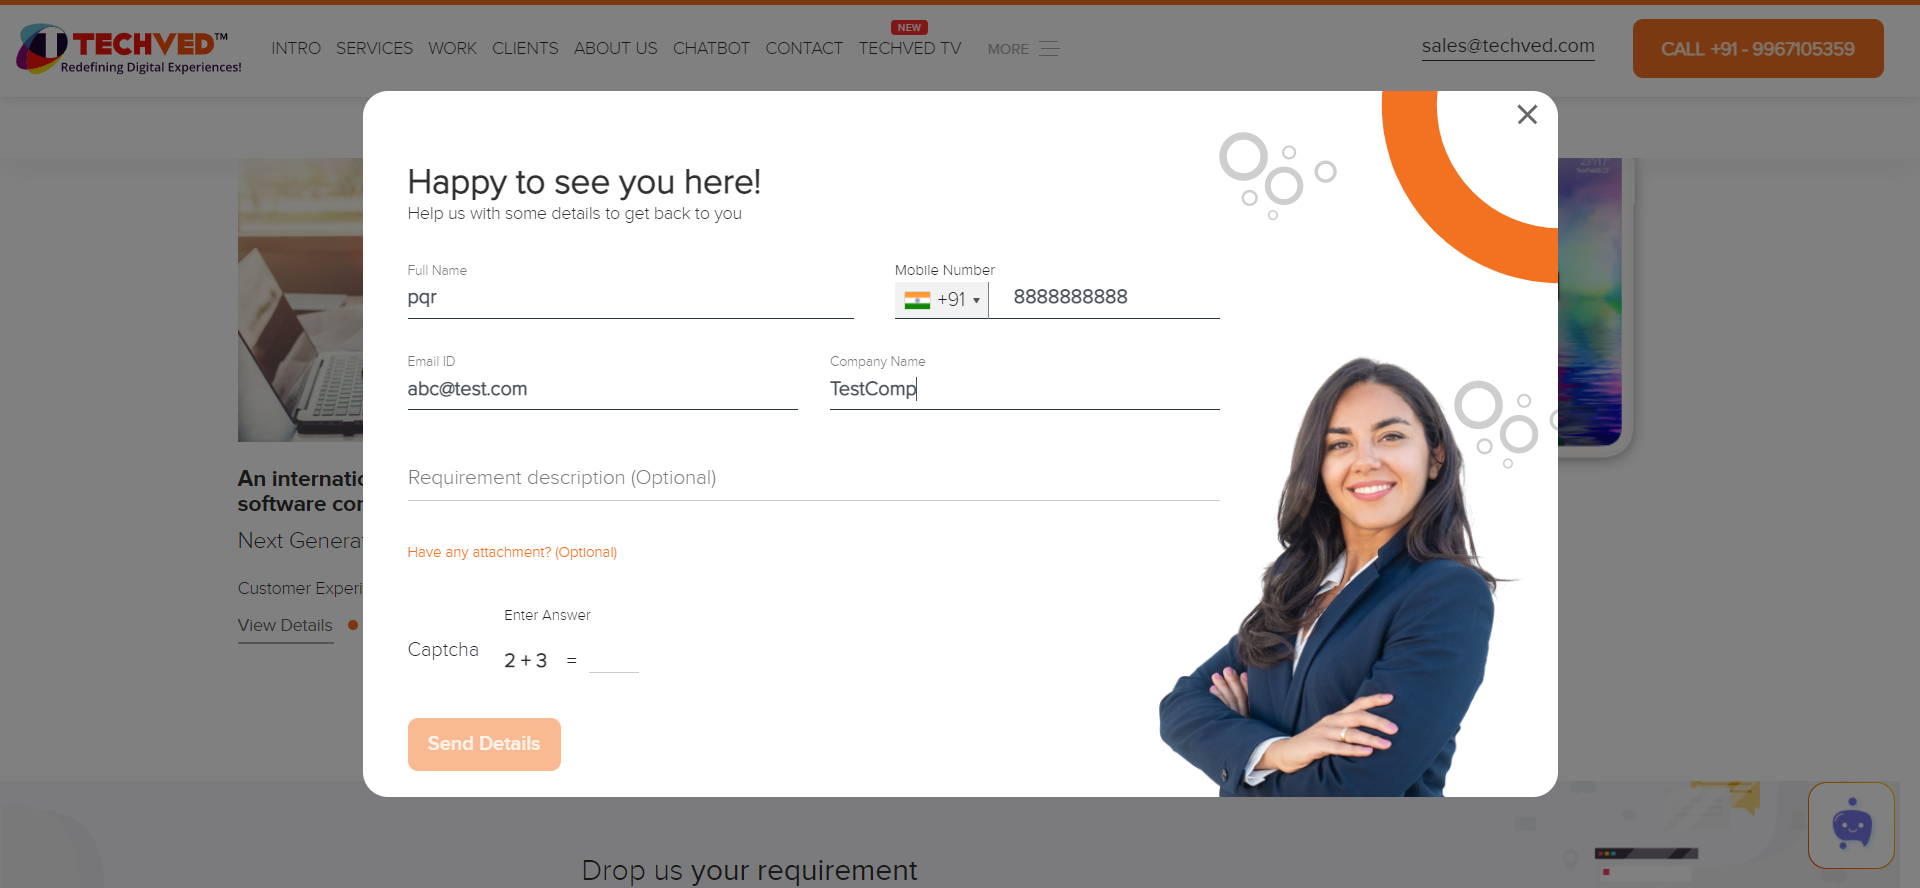 TECHVED™
Redefining Digital Experiences!
INTRO SERVICES WORK CLIENTS ABOUT US CHATBOT CONTACT TECHVED TV MORE
NEW
sales@techved.com
CALL +91 - 9967105359
Happy to see you here!
Help us with some details to get back to you
Full Name
pqr
Mobile Number
+91 8888888888
Email ID
abc@test.com
Company Name
TestComp
Requirement description (Optional)
Have any attachment? (Optional)
Enter Answer
Captcha 2 + 3 =
Send Details
An internatio
software co
Next Genera
Customer Experi
View Details
Drop us your requirement